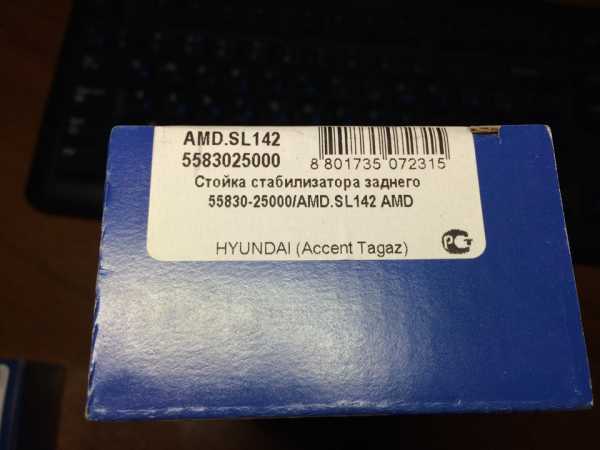 AMD.SL142
5583025000
8 801735 072315
Стойка стабилизатора заднего
55830-25000/AMD.SL142 AMD
HYUNDAI (Accent Tagaz)
РСТ